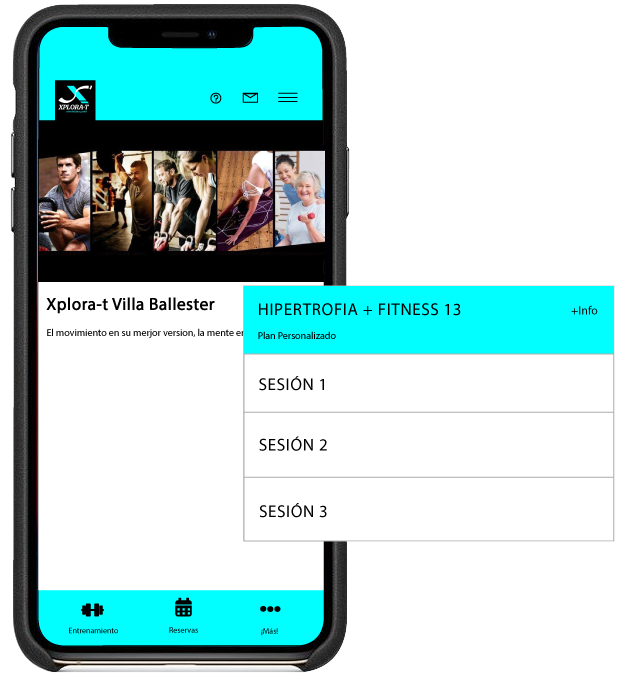 XPLORA-T
Xplora-t Villa Ballester
El movimiento en su merjor version, la mente en
HIPERTROFIA + FITNESS 13
+Info
Plan Personalizado
SESIÓN 1
SESIÓN 2
SESIÓN 3
Entrenamiento
Reservas
¡Más!